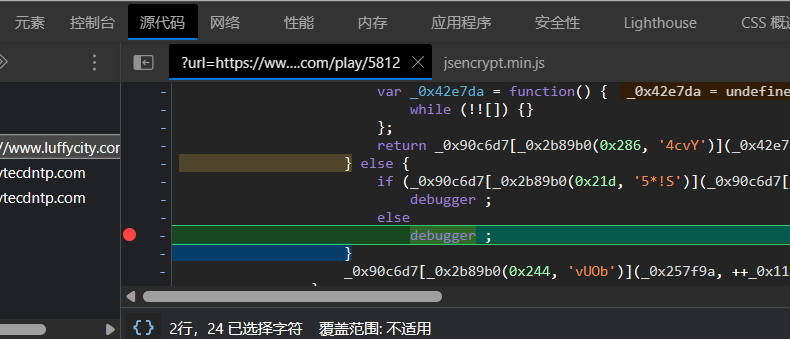 元素 控制台 源代码 网络 性能 内存 应用程序 安全性 Lighthouse CSS 概述
?url=https://ww....com/play/5812 jsencrypt.min.js
var _0x42e7da = function() { _0x42e7da = undefine
while (!![]) {}
};
//www.luffycity.con
return _0x90c6d7[_0x2b89b0(0x286, '4cvY')](_0x42e7
ytecdntp.com
} else {
if (_0x90c6d7[_0x2b89b0(0x21d, '5*!S')](_0x90c6d7[_
ytecdntp.com
debugger ;
else
debugger ;
}
_0x90c6d7[_0x2b89b0(0x244, 'vUOb')](_0x257f9a, ++_0x11
{} 2行，24 已选择字符 覆盖范围: 不适用